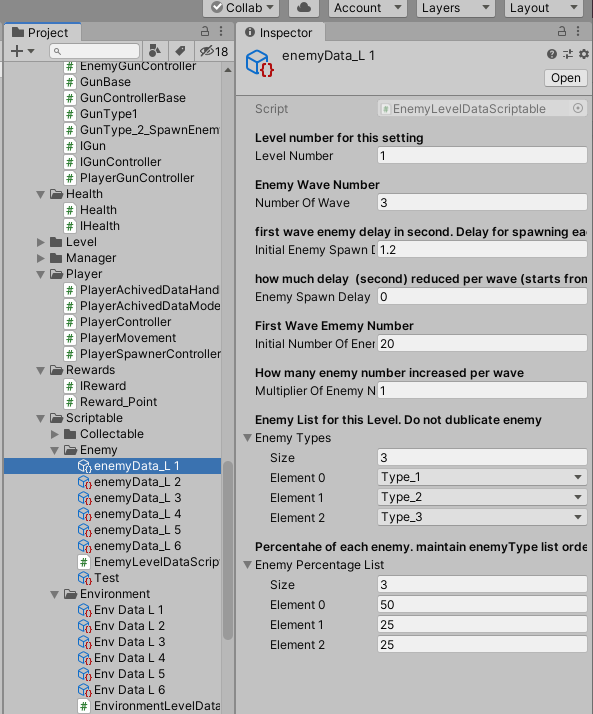 Collab
Account
Layers
Layout
Project
18
EnemyGunController
GunBase
GunControllerBase
GunType1
GunType_2_SpawnEnem
IGun
IGunController
PlayerGunController
Health
Health
IHealth
Level
Manager
Player
PlayerAchivedDataHand
PlayerAchivedDataMode
PlayerController
PlayerMovement
PlayerSpawnerController
Rewards
IReward
Reward_Point
Scriptable
Collectable
Enemy
enemyData_L 1
enemyData_L 2
enemyData_L 3
enemyData_L 4
enemyData_L 5
enemyData_L 6
EnemyLevelDataScrip
Test
Environment
Env Data L 1
Env Data L 2
Env Data L 3
Env Data L 4
Env Data L 5
Env Data L 6
EnvironmentLevelData
Inspector
enemyData_L 1
Open
Script EnemyLevelDataScriptable
Level number for this setting
Level Number 1
Enemy Wave Number
Number Of Wave 3
first wave enemy delay in second. Delay for spawning ea
Initial Enemy Spawn D 1.2
how much delay (second) reduced per wave (starts from
Enemy Spawn Delay 0
First Wave Ememy Number
Initial Number Of Ener 20
How many enemy number increased per wave
Multiplier Of Enemy N 1
Enemy List for this Level. Do not dublicate enemy
Enemy Types
Size 3
Element 0 Type_1
Element 1 Type_2
Element 2 Type_3
Percentahe of each enemy. maintain enemyType list orde
Enemy Percentage List
Size 3
Element 0 50
Element 1 25
Element 2 25